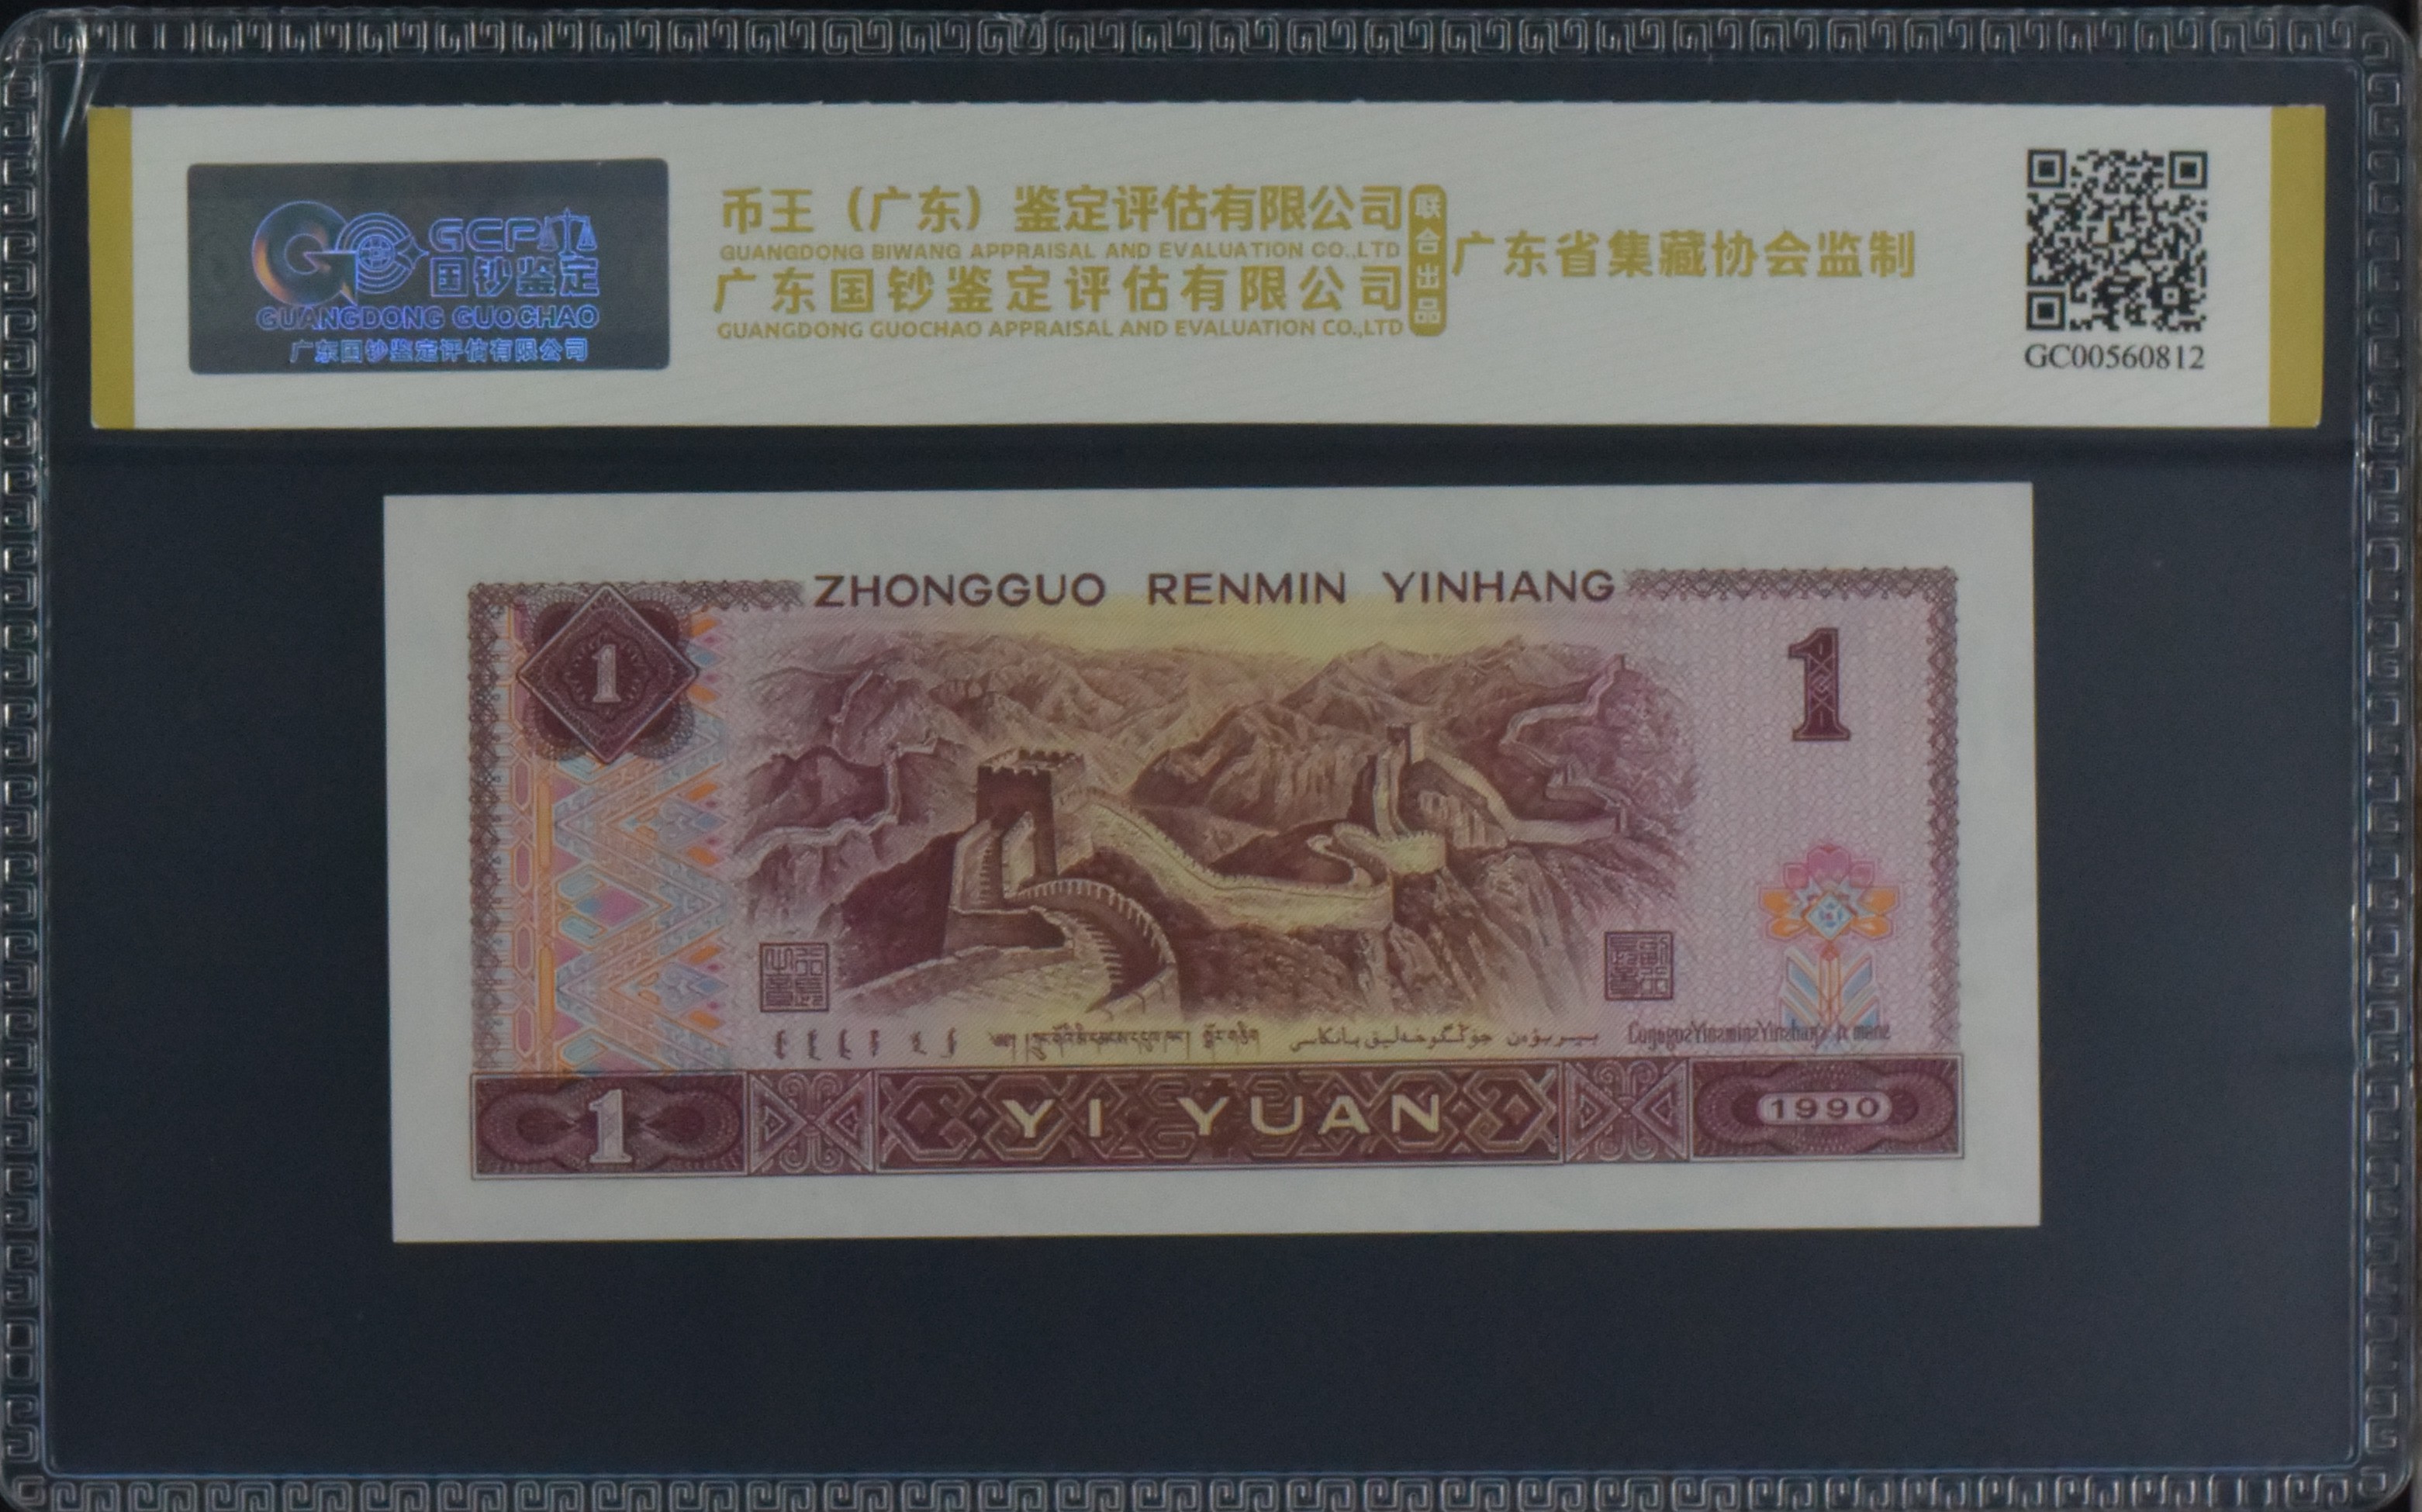 GCP
国钞鉴定
GUANGDONG GUOCHAO
广东国钞鉴定评估有限公司
币王（广东）鉴定评估有限公司
GUANGDONG BIWANG APPRAISAL AND EVALUATION CO.,LTD
广东国钞鉴定评估有限公司
GUANGDONG GUOCHAO APPRAISAL AND EVALUATION CO.,LTD
联合出品
广东省集藏协会监制
GC00560812
ZHONGGUO RENMIN YINHANG
1
1
1
YI YUAN
1990